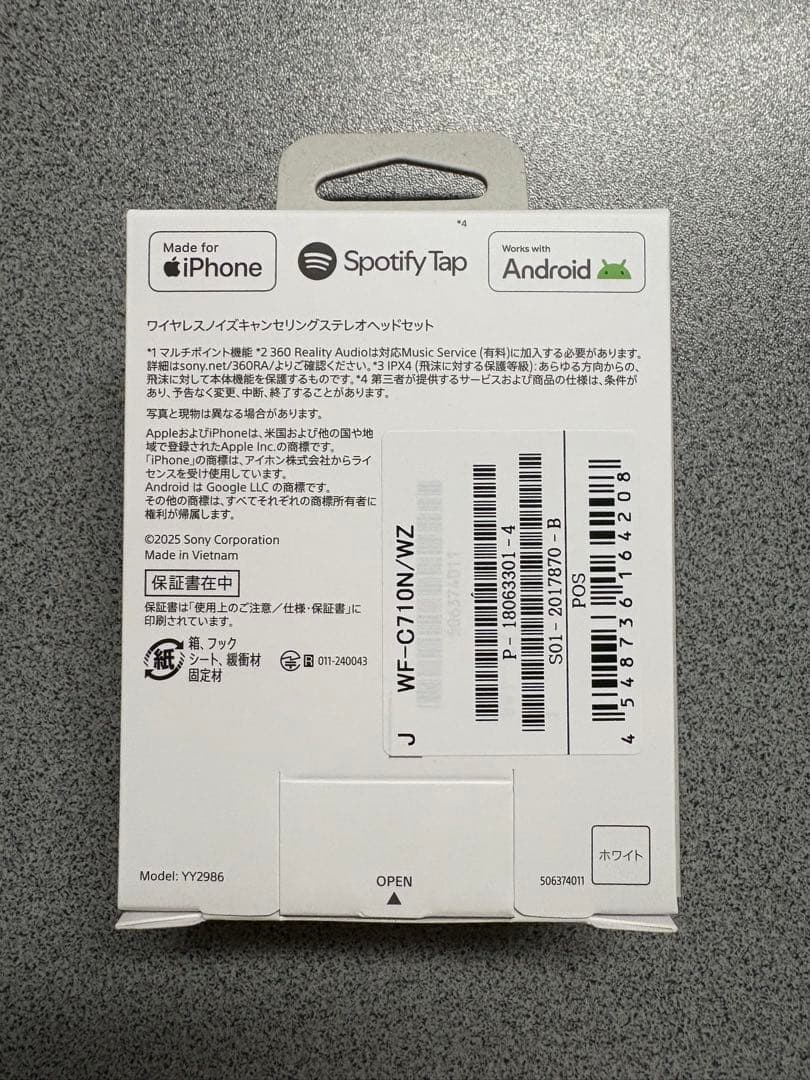 *4
Made for
iPhone
Spotify Tap
Works with
Android
ワイヤレスノイズキャンセリングステレオヘッドセット
*1 マルチポイント機能 *2 360 Reality Audioは対応Music Service (有料)に加入する必要があります。
詳細はsony.net/360RA/よりご確認ください。*3 IPX4 (飛沫に対する保護等級): あらゆる方向からの、
飛沫に対して本体機能を保護するものです。*4 第三者が提供するサービスおよび商品の仕様は、条件が
あり、予告なく変更、中断、終了することがあります。
写真と現物は異なる場合があります。
AppleおよびiPhoneは、米国および他の国や地
域で登録されたApple Inc.の商標です。
「iPhone」の商標は、アイホン株式会社からライ
センスを受け使用しています。
Android は Google LLC の商標です。
その他の商標は、すべてそれぞれの商標所有者に
権利が帰属します。
©2025 Sony Corporation
Made in Vietnam
保証書在中
保証書は「使用上のご注意／仕様・保証書」に
印刷されています。
紙
箱、フック
シート、緩衝材
固定材
R 011-240043
J WF-C710N/WZ
506374011
P-18063301-4
S01-2017870-B
POS
4 548736 164208
Model: YY2986
OPEN
506374011
ホワイト